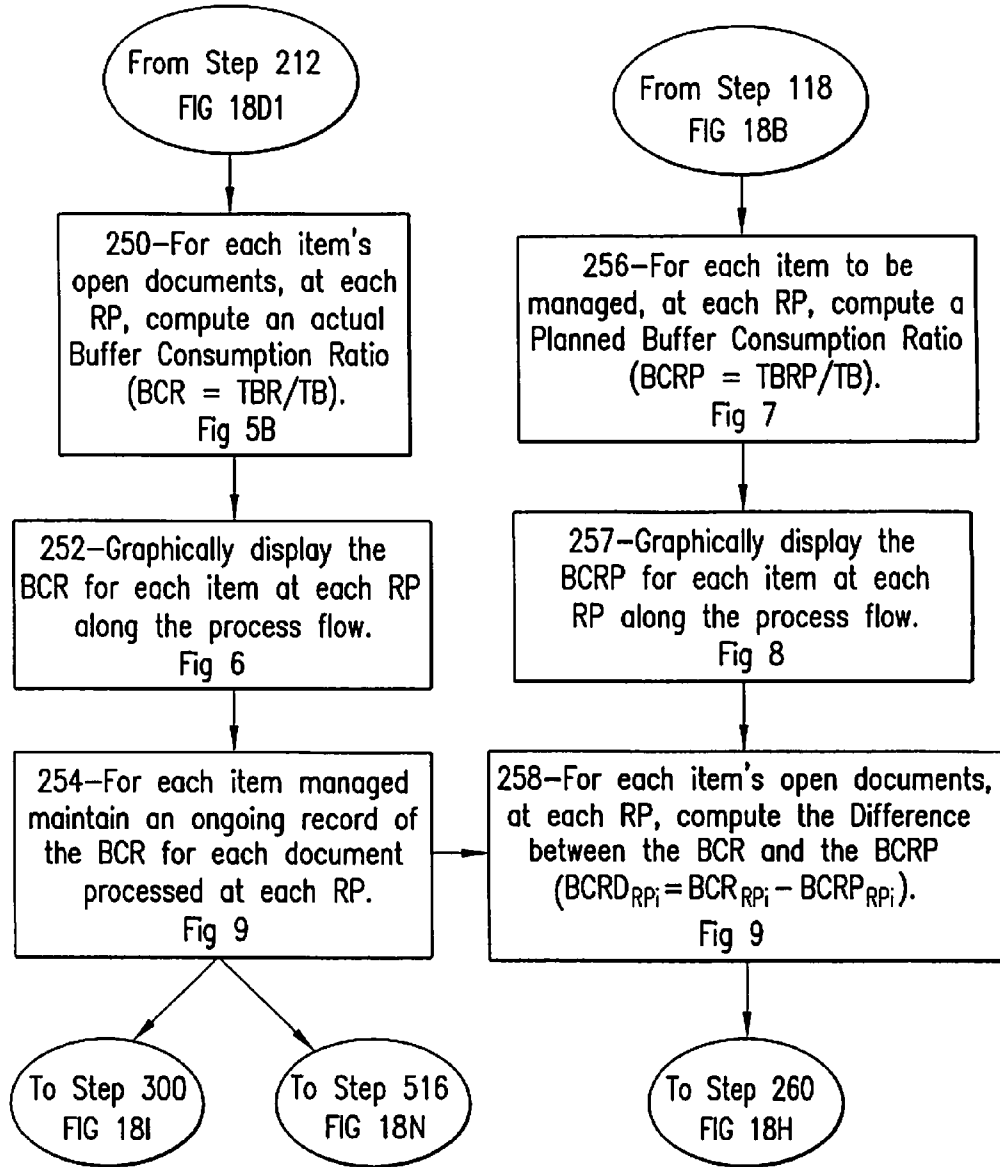 From Step 212
FIG 18D1
250–For each item's
open documents, at each
RP, compute an actual
Buffer Consumption Ratio
(BCR = TBR/TB).
Fig 5B
252–Graphically display the
BCR for each item at each RP
along the process flow.
Fig 6
254–For each item managed
maintain an ongoing record of
the BCR for each document
processed at each RP.
Fig 9
To Step 300
FIG 18I
To Step 516
FIG 18N
From Step 118
FIG 18B
256–For each item to be
managed, at each RP, compute a
Planned Buffer Consumption Ratio
(BCRP = TBRP/TB).
Fig 7
257–Graphically display the
BCRP for each item at each
RP along the process flow.
Fig 8
258–For each item's open documents,
at each RP, compute the Difference
between the BCR and the BCRP
(BCRD_RPi = BCR_RPi – BCRP_RPi).
Fig 9
To Step 260
FIG 18H